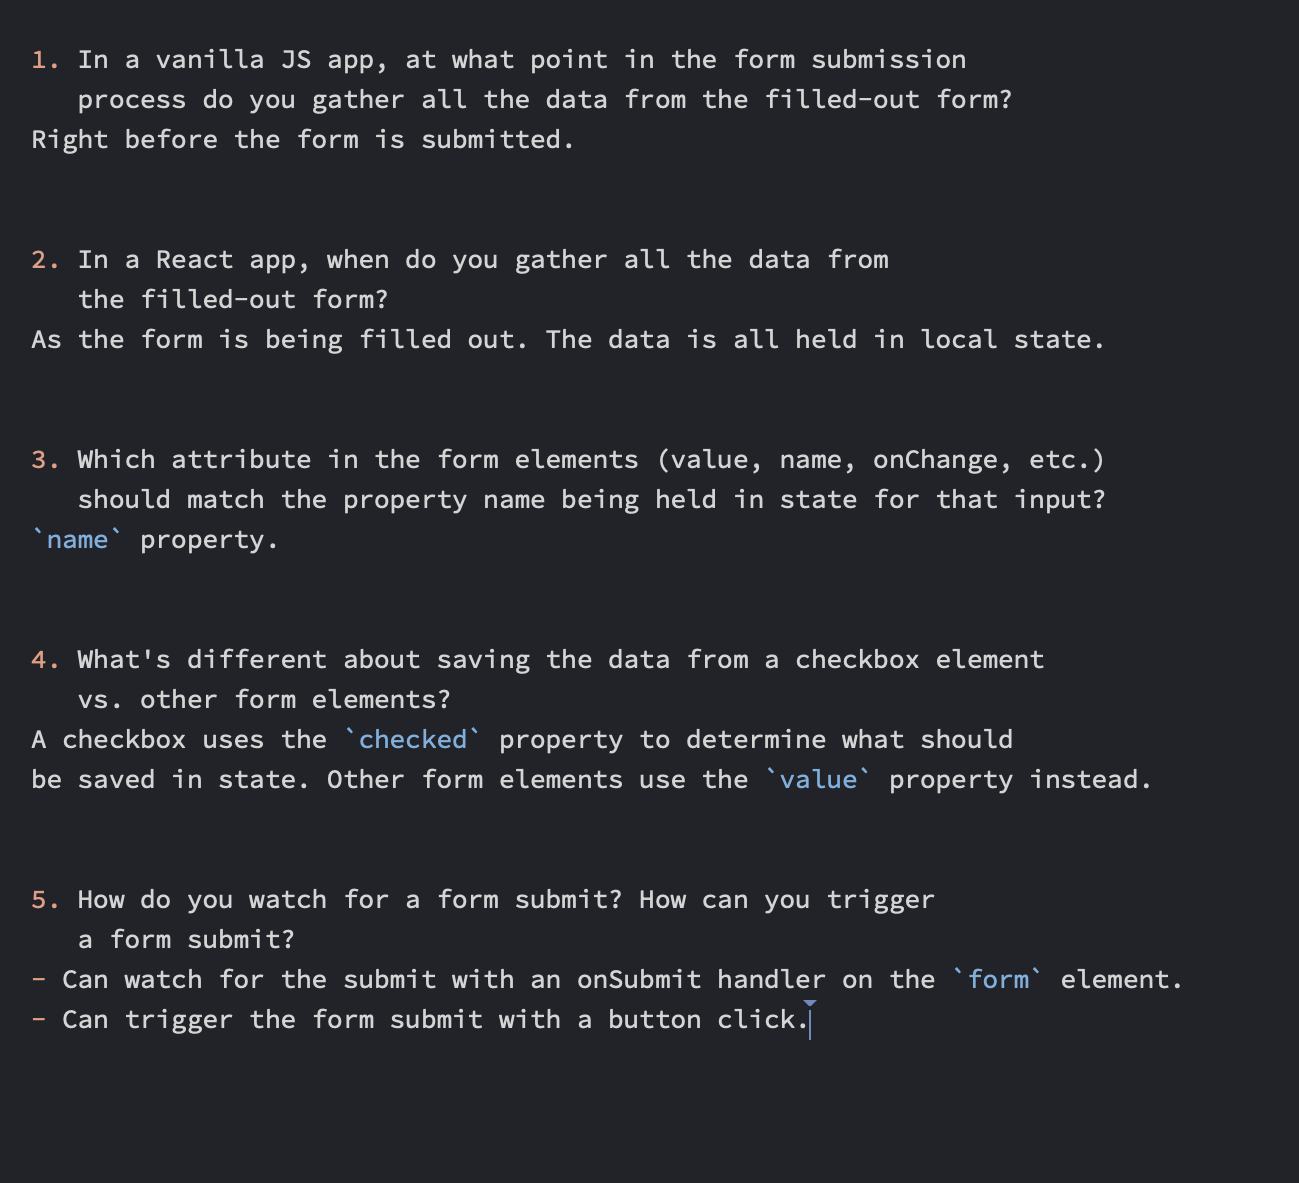 1. In a vanilla JS app, at what point in the form submission
process do you gather all the data from the filled-out form?
Right before the form is submitted.
2. In a React app, when do you gather all the data from
the filled-out form?
As the form is being filled out. The data is all held in local state.
3. Which attribute in the form elements (value, name, onChange, etc.)
should match the property name being held in state for that input?
`name` property.
4. What's different about saving the data from a checkbox element
vs. other form elements?
A checkbox uses the `checked` property to determine what should
be saved in state. Other form elements use the `value` property instead.
5. How do you watch for a form submit? How can you trigger
a form submit?
- Can watch for the submit with an onSubmit handler on the `form` element.
- Can trigger the form submit with a button click.